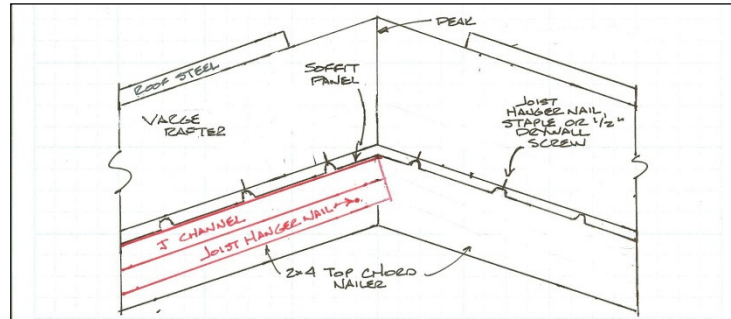 PEAK
ROOF STEEL
SOFFIT
PANEL
VARGE
RAFTER
JOIST
HANGER NAIL
STAPLE OR 1/2"
DRYWALL
SCREW
J CHANNEL
JOIST HANGER NAIL
2x4 TOP CHORD
NAILER